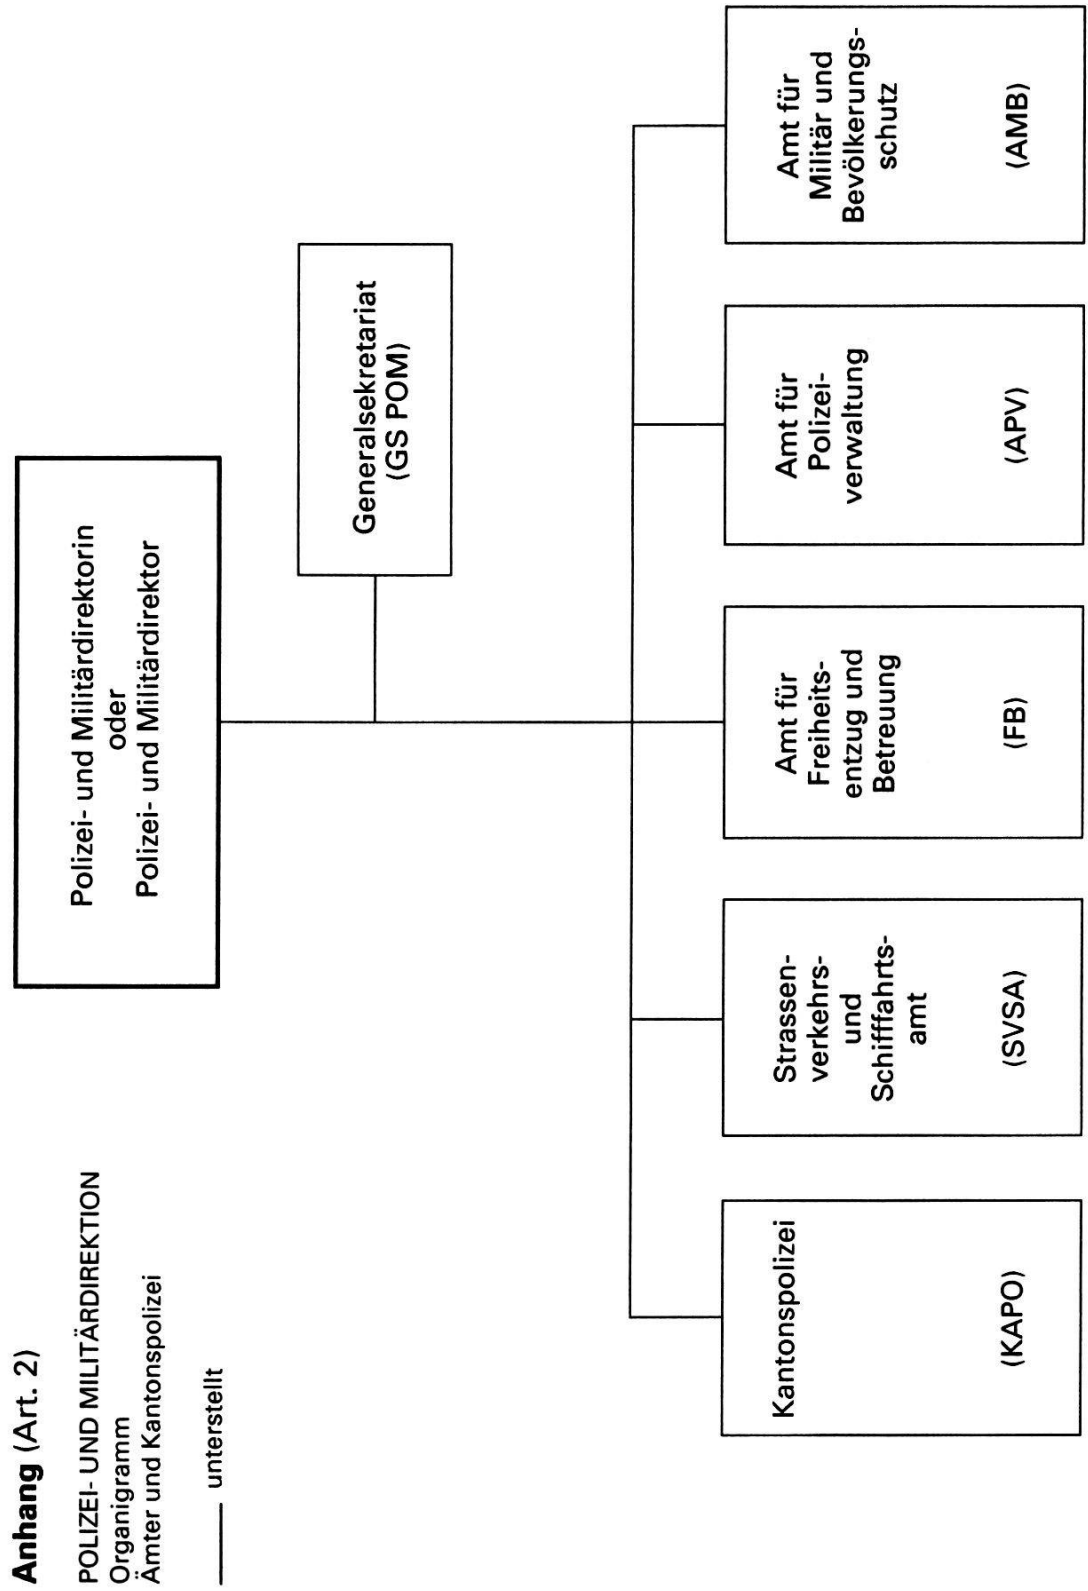 Anhang (Art. 2)
POLIZEI- UND MILITÄRDIREKTION
Organigramm
Ämter und Kantonspolizei
unterstellt
Polizei- und Militärdirektorin
oder
Polizei- und Militärdirektor
Generalsekretariat
(GS POM)
Kantonspolizei
(KAPO)
Strassen-
verkehrs-
und
Schifffahrts-
amt
(SVSA)
Amt für
Freiheits-
entzug und
Betreuung
(FB)
Amt für
Polizei-
verwaltung
(APV)
Amt für
Militär und
Bevölkerungs-
schutz
(AMB)